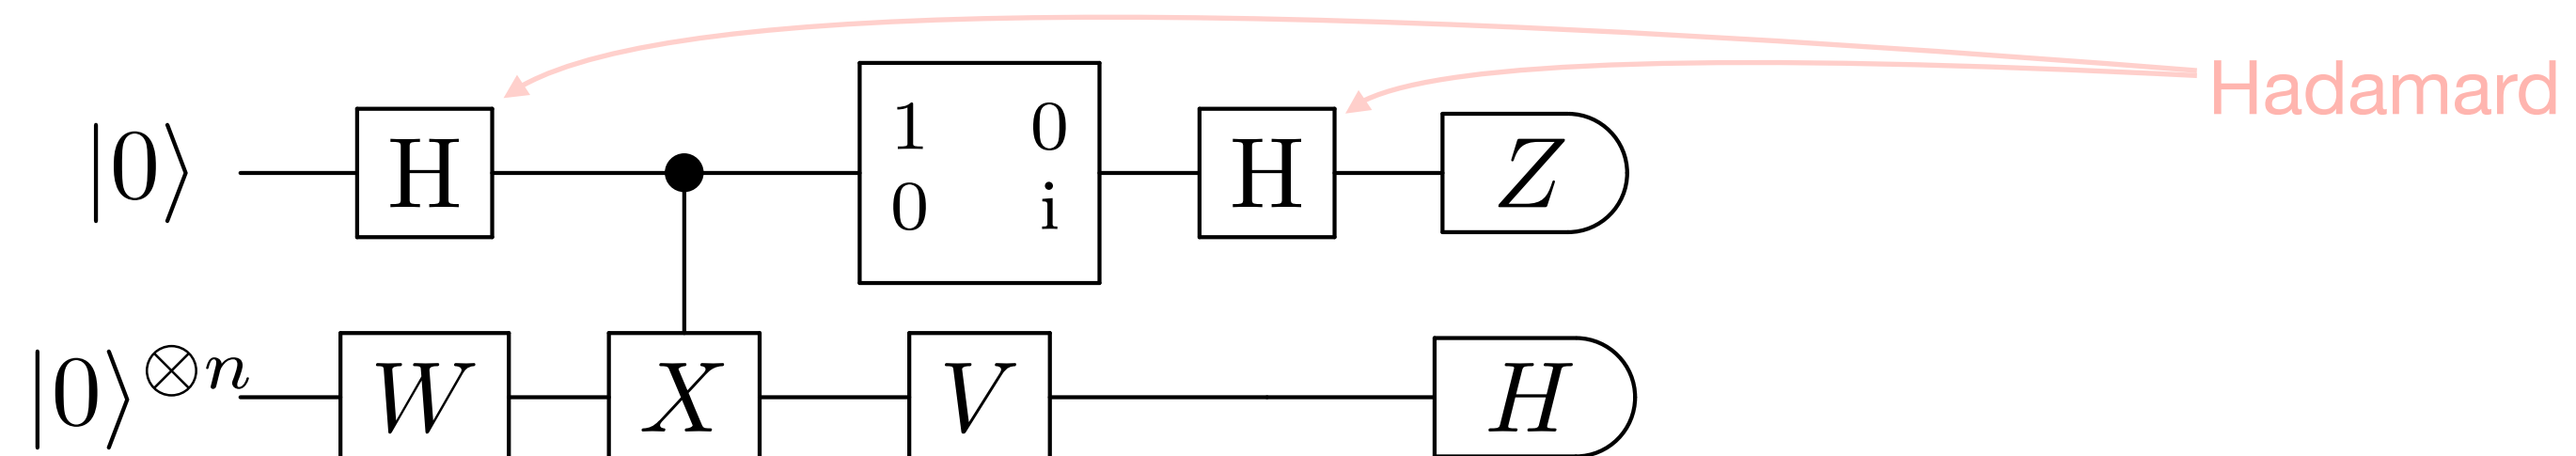 Hadamard
|0⟩ H 1 0 H Z
0 i
|0⟩⊗n W X V H